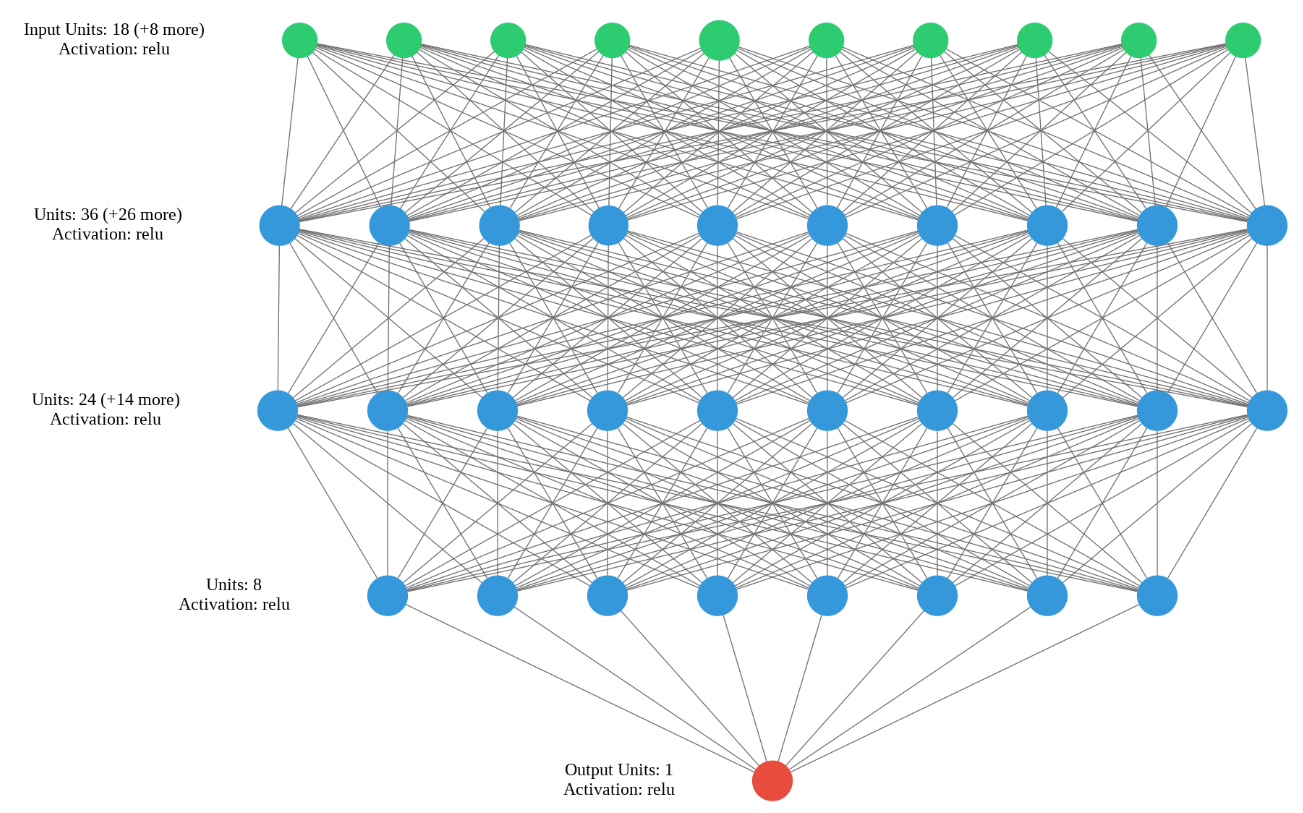 Input Units: 18 (+8 more)
Activation: relu
Units: 36 (+26 more)
Activation: relu
Units: 24 (+14 more)
Activation: relu
Units: 8
Activation: relu
Output Units: 1
Activation: relu